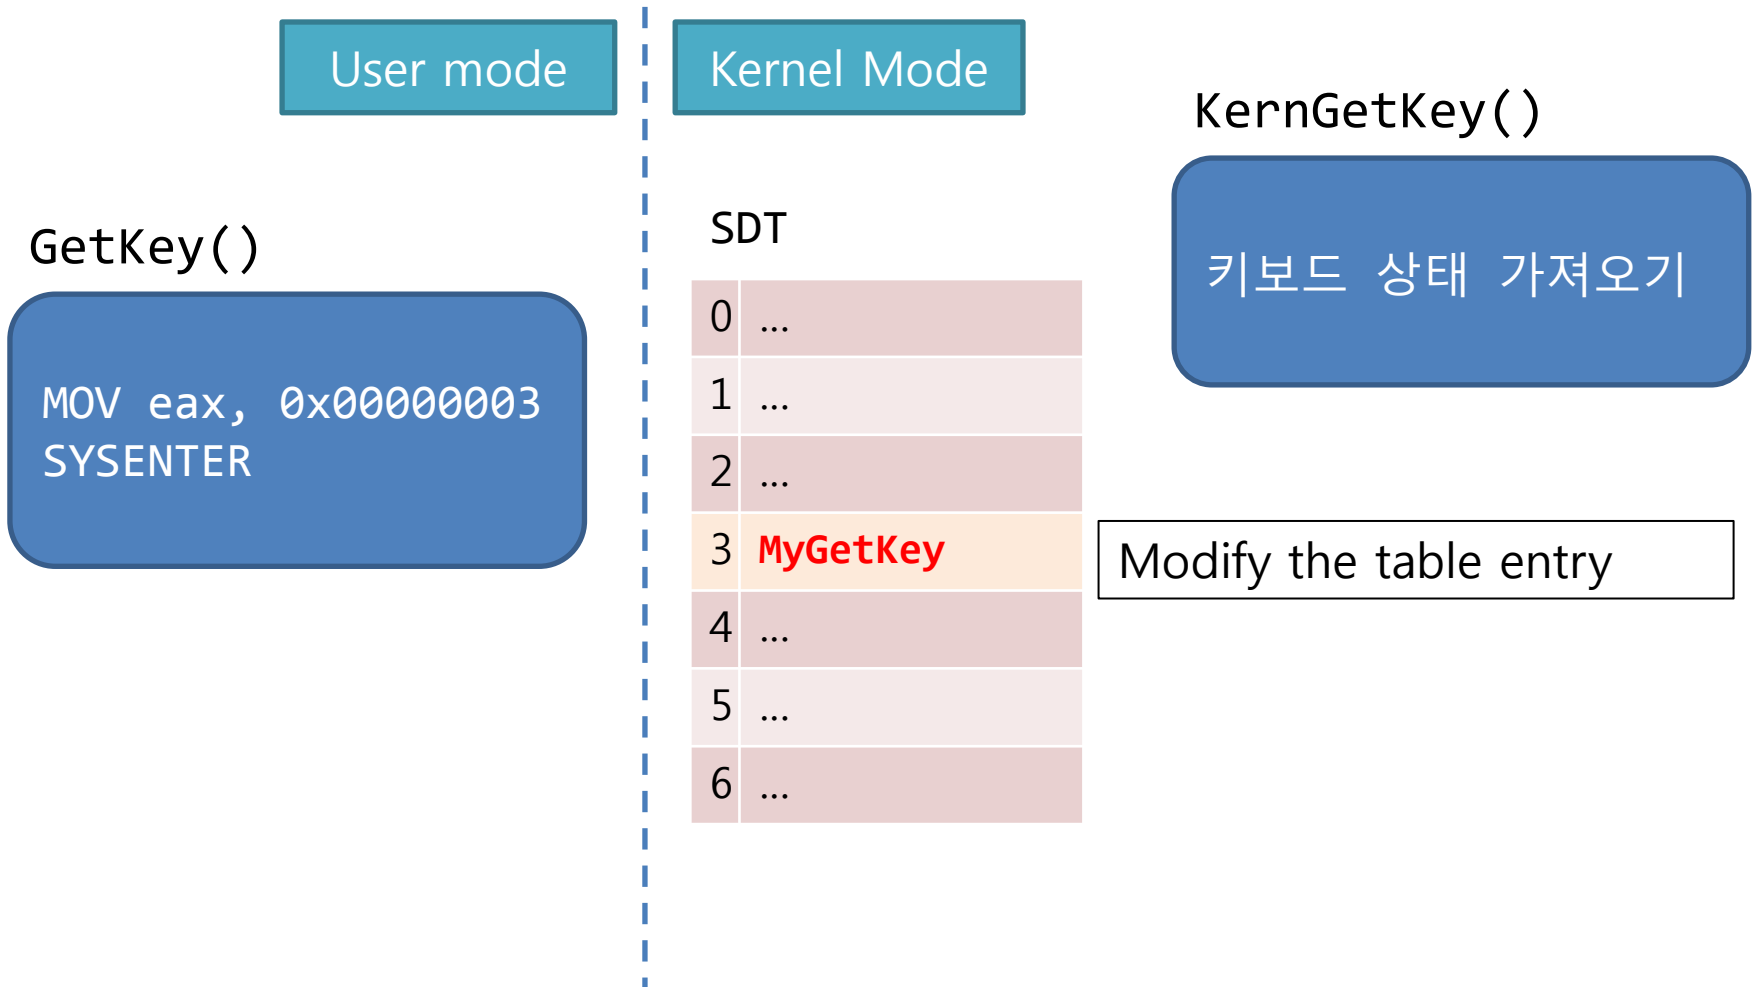 User mode
Kernel Mode
KernGetKey()
키보드 상태 가져오기
GetKey()
MOV eax, 0x00000003
SYSENTER
SDT
0 ...
1 ...
2 ...
3 MyGetKey
4 ...
5 ...
6 ...
Modify the table entry